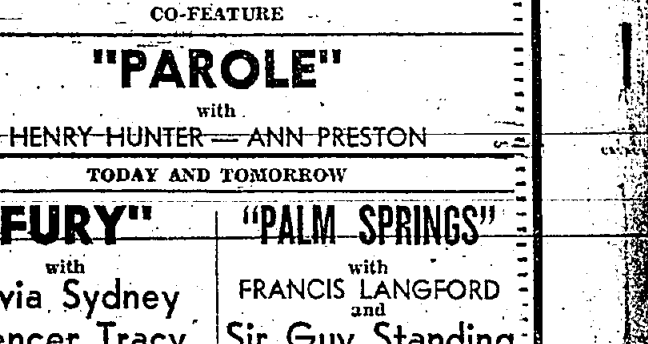 CO-FEATURE
"PAROLE"
with
HENRY HUNTER — ANN PRESTON
TODAY AND TOMORROW
FURY"
with
via Sydney
encer Tracy
"PALM SPRINGS"
with
FRANCIS LANGFORD
and
Sir Guy Standing